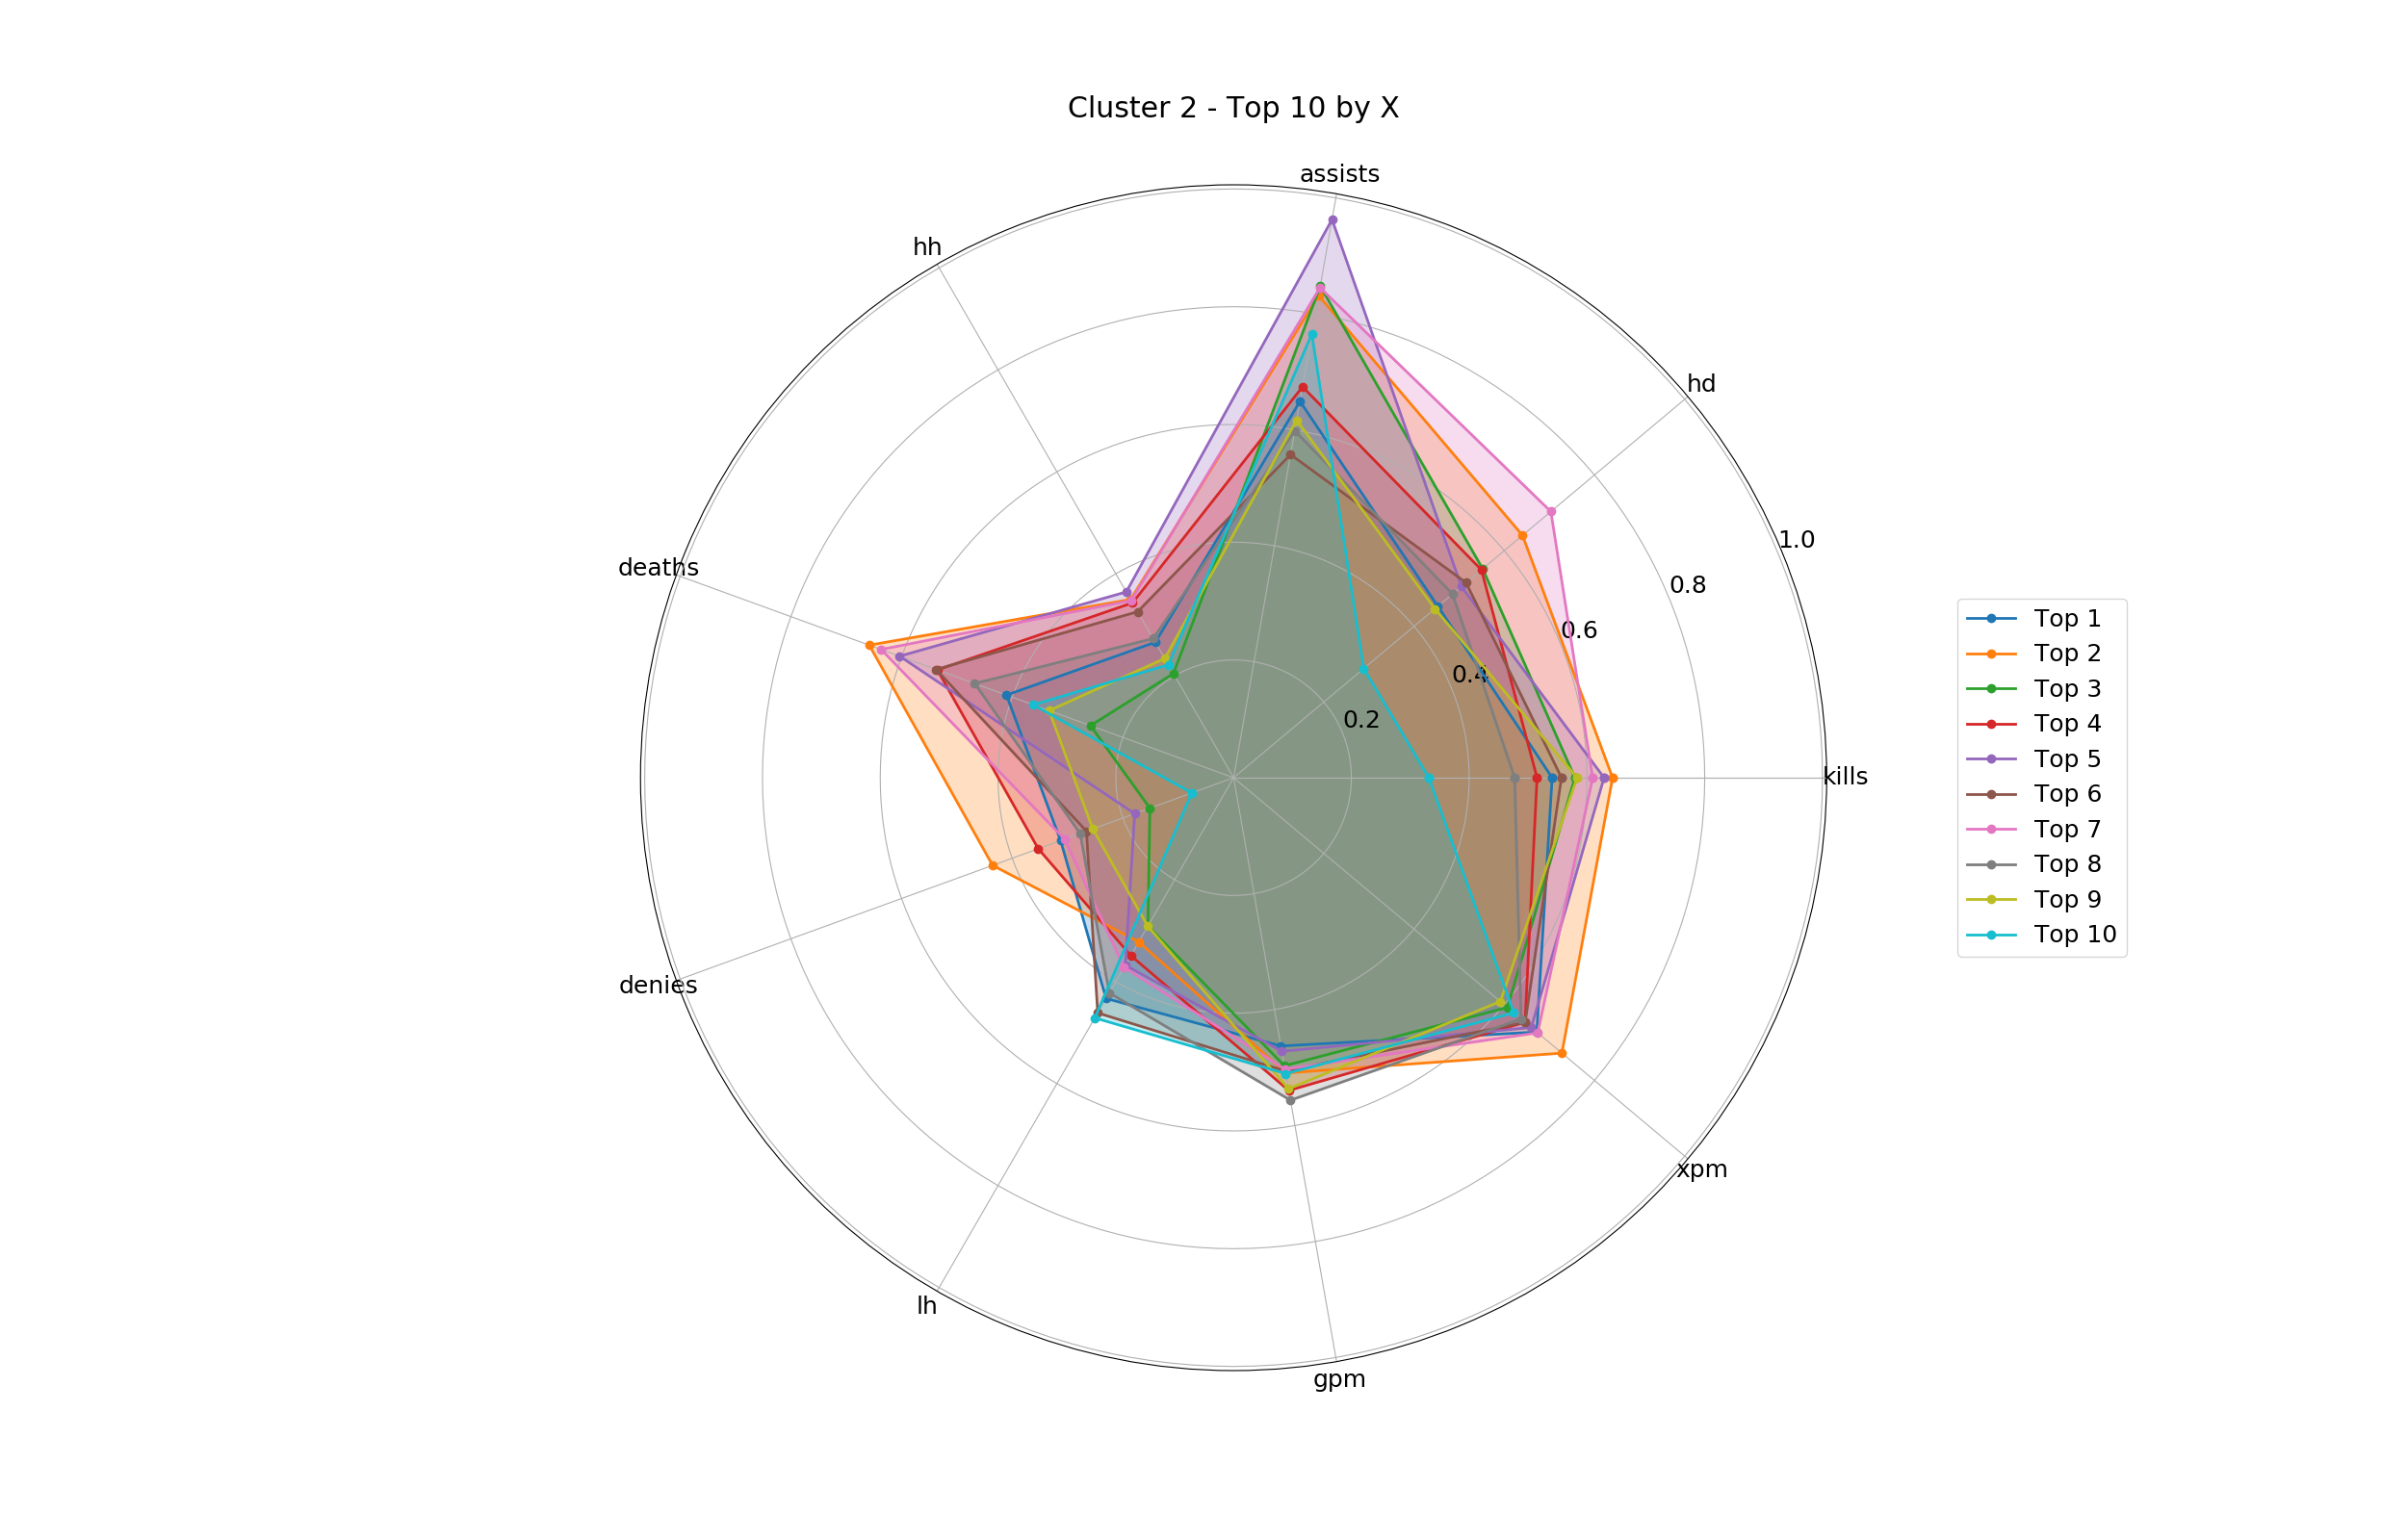 Cluster 2 - Top 10 by X
assists
hh
hd
deaths
1.0
0.8
0.6
0.4
0.2
kills
denies
lh
gpm
xpm
Top 1
Top 2
Top 3
Top 4
Top 5
Top 6
Top 7
Top 8
Top 9
Top 10